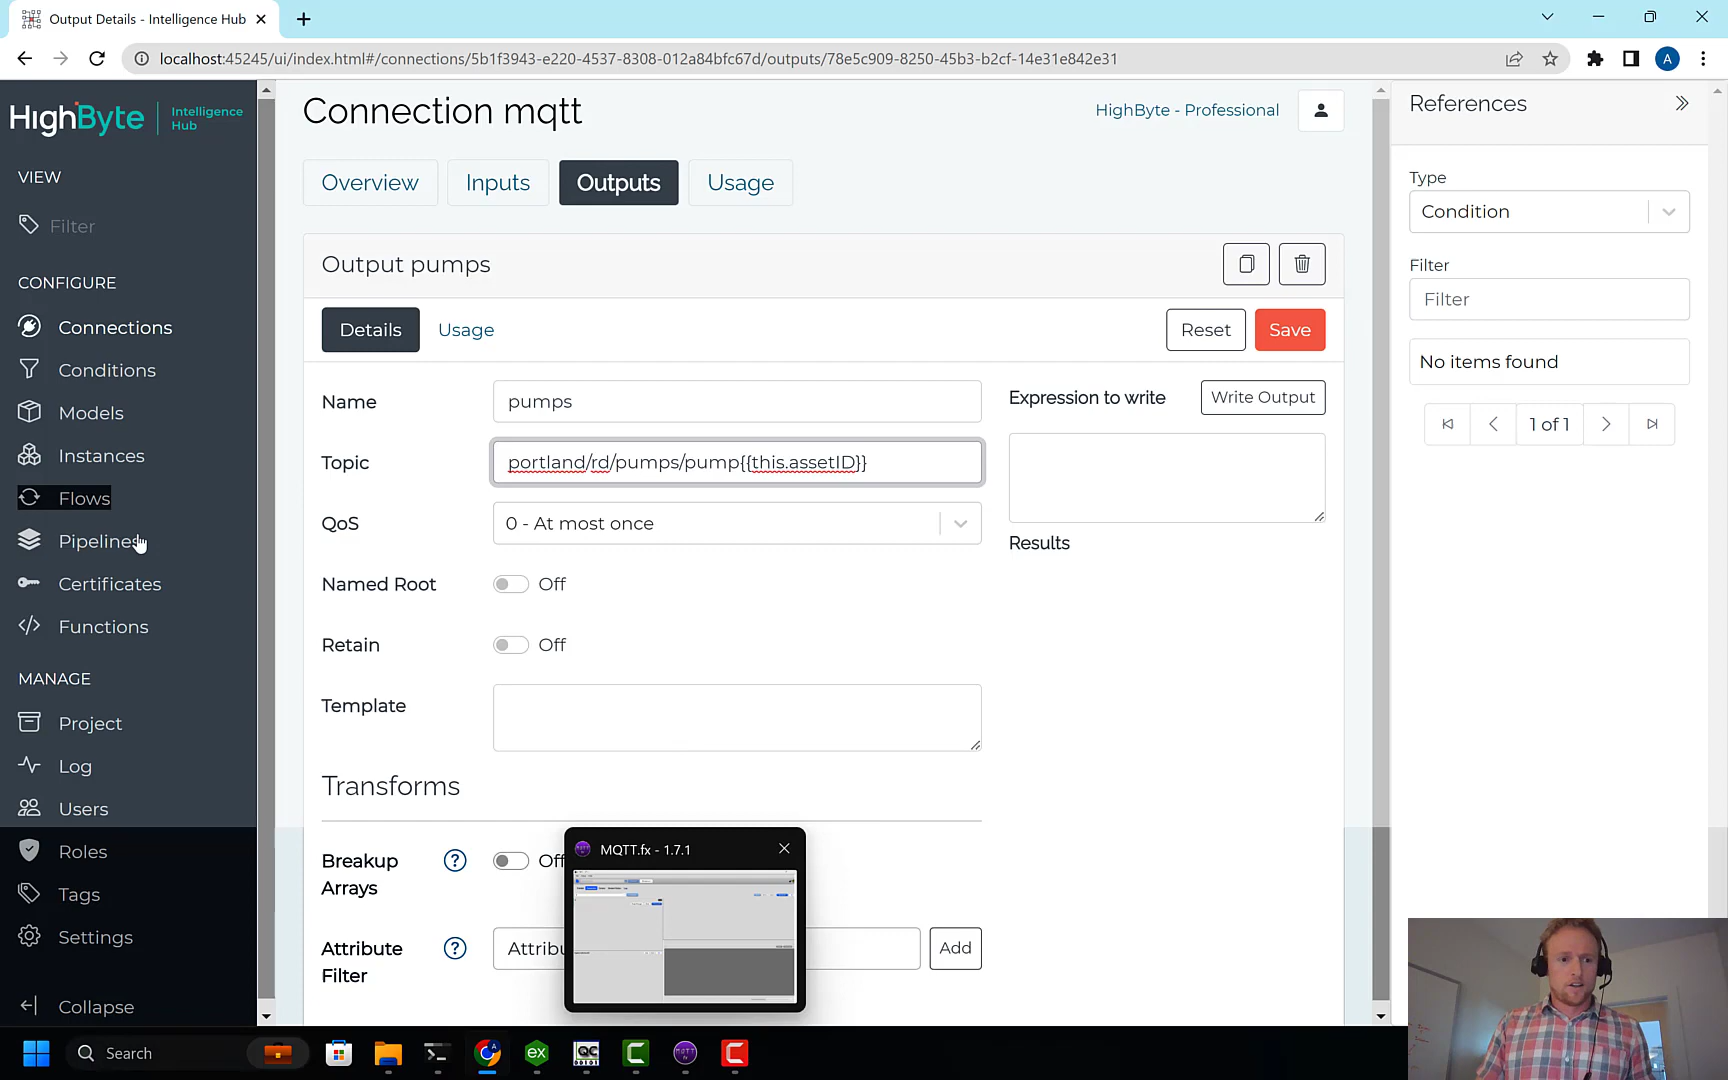 Output Details - Intelligence Hub
localhost:45245/ui/index.html#/connections/5b1f3943-e220-4537-8308-012a84bfc67d/outputs/78e5c909-8250-45b3-b2cf-14e31e842e31
A
HighByte
Intelligence
Hub
VIEW
Filter
CONFIGURE
Connections
Conditions
Models
Instances
Flows
Pipelines
Certificates
Functions
MANAGE
Project
Log
Users
Roles
Tags
Settings
Collapse
Connection mqtt
HighByte - Professional
Overview
Inputs
Outputs
Usage
Output pumps
Details
Usage
Reset
Save
Name
pumps
Topic
portland/rd/pumps/pump{{this.assetID}}
QoS
0 - At most once
Named Root
Off
Retain
Off
Template
Expression to write
Write Output
Results
Transforms
Breakup
Arrays
Off
Attribute
Filter
Attribu
Add
MQTT.fx - 1.7.1
References
Type
Condition
Filter
Filter
No items found
1 of 1
Search